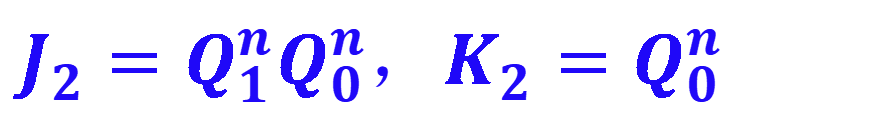 J₂ = Q₁ⁿQ₀ⁿ, K₂ = Q₀ⁿ